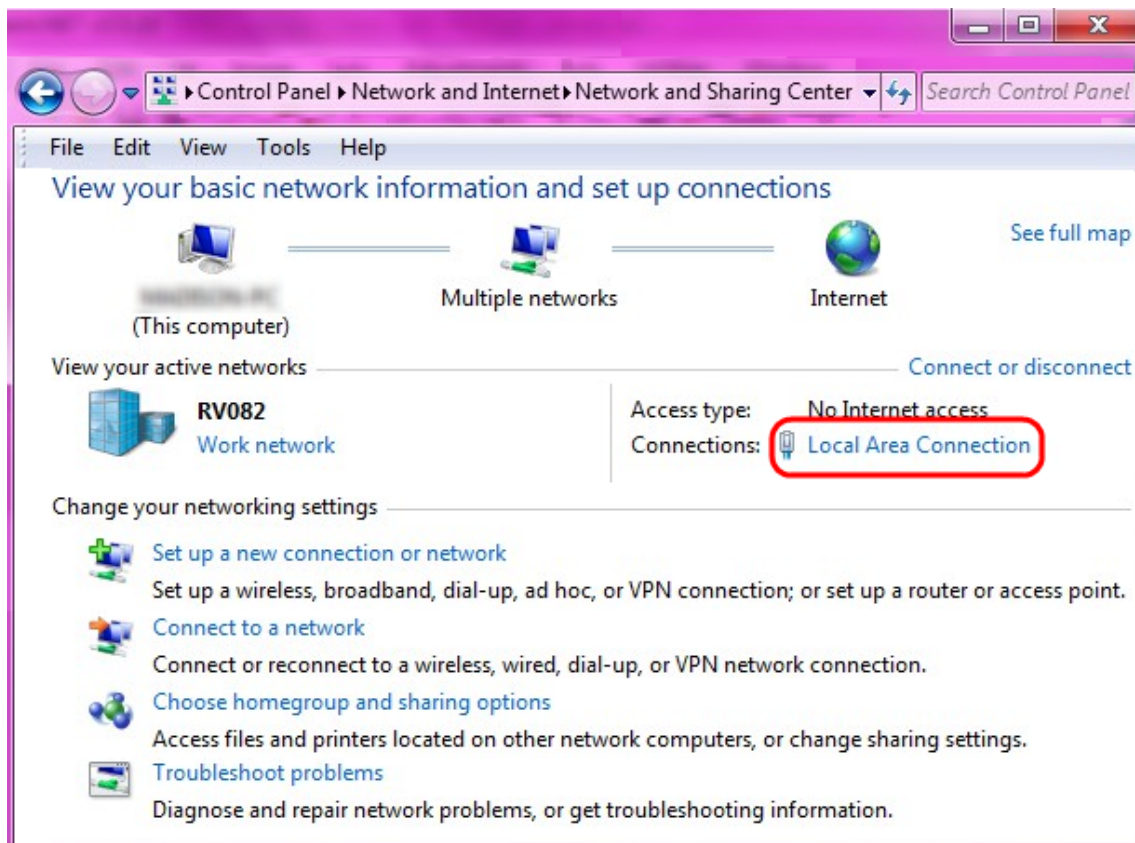 Control Panel Network and Internet Network and Sharing Center Search Control Panel
File Edit View Tools Help
View your basic network information and set up connections
See full map
Multiple networks Internet
(This computer)
View your active networks Connect or disconnect
RV082 Access type: No Internet access
Work network Connections: Local Area Connection
Change your networking settings
Set up a new connection or network
Set up a wireless, broadband, dial-up, ad hoc, or VPN connection; or set up a router or access point.
Connect to a network
Connect or reconnect to a wireless, wired, dial-up, or VPN network connection.
Choose homegroup and sharing options
Access files and printers located on other network computers, or change sharing settings.
Troubleshoot problems
Diagnose and repair network problems, or get troubleshooting information.